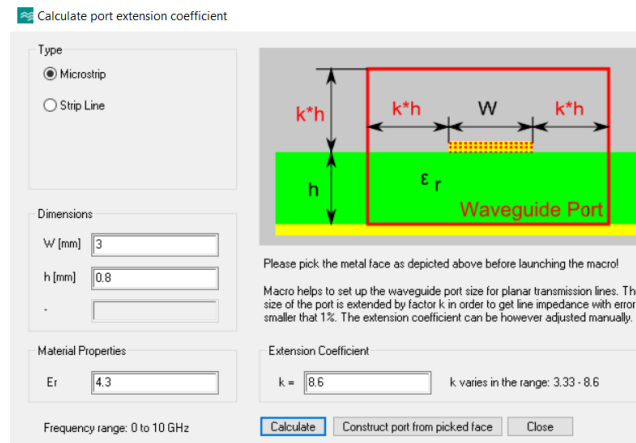 Calculate port extension coefficient
Type
Microstrip
Strip Line
k*h
k*h
W
k*h
h
ε r
Waveguide Port
Dimensions
W [mm] 3
h [mm] 0.8
-
Please pick the metal face as depicted above before launching the macro!
Macro helps to set up the waveguide port size for planar transmission lines. Th
size of the port is extended by factor k in order to get line impedance with error
smaller that 1%. The extension coefficient can be however adjusted manually.
Material Properties
Er 4.3
Extension Coefficient
k = 8.6 k varies in the range: 3.33 - 8.6
Frequency range: 0 to 10 GHz
Calculate Construct port from picked face Close